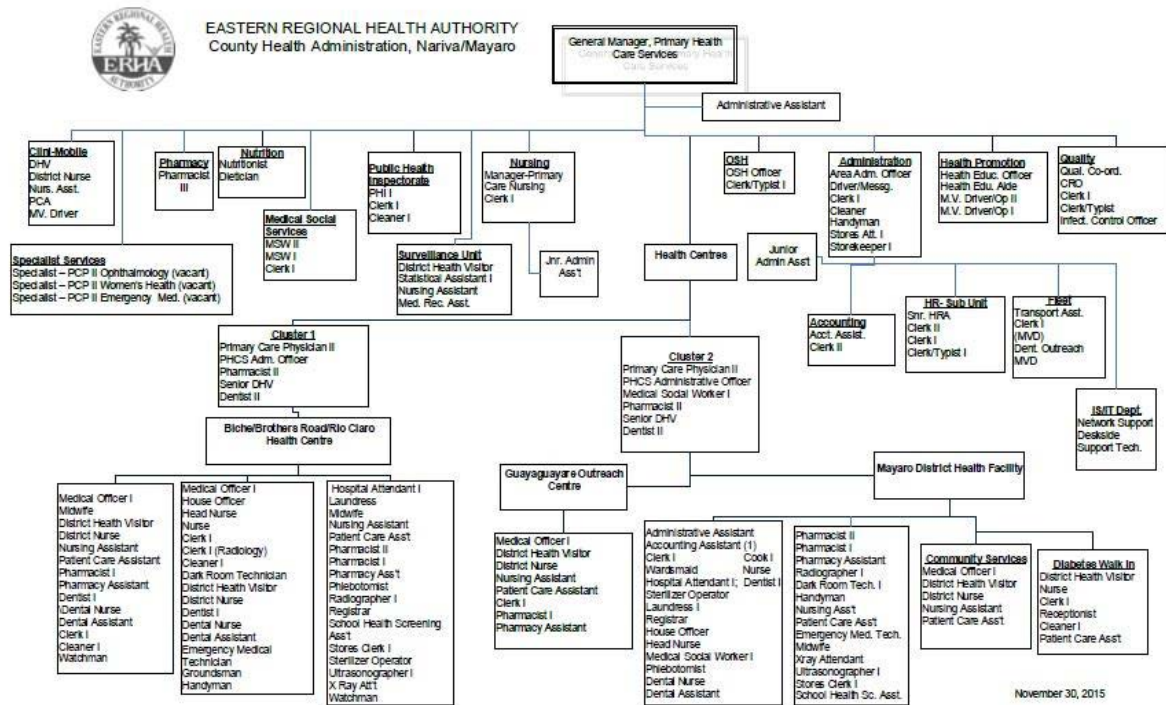 EASTERN REGIONAL HEALTH
ERHA
AUTHORITY
EASTERN REGIONAL HEALTH AUTHORITY
County Health Administration, Nariva/Mayaro
General Manager, Primary Health
Care Services
Administrative Assistant
Clini-Mobile
DHV
District Nurse
Nurs. Asst.
PCA
MV. Driver
Pharmacy
Pharmacist
III
Nutrition
Nutritionist
Dietician
Public Health
Inspectorate
PHI I
Clerk I
Cleaner I
Nursing
Manager-Primary
Care Nursing
Clerk I
OSH
OSH Officer
Clerk/Typist I
Administration
Area Adm. Officer
Driver/Messg.
Clerk I
Cleaner
Handyman
Stores Att. I
Storekeeper I
Health Promotion
Health Educ. Officer
Health Edu. Aide
M.V. Driver/Op II
M.V. Driver/Op I
Quality
Qual. Co-ord.
CRO
Clerk I
Clerk/Typist
Infect. Control Officer
Specialist Services
Specialist – PCP II Ophthalmology (vacant)
Specialist – PCP II Women's Health (vacant)
Specialist – PCP II Emergency Med. (vacant)
Medical Social
Services
MSW II
MSW I
Clerk I
Surveillance Unit
District Health Visitor
Statistical Assistant I
Nursing Assistant
Med. Rec. Asst.
Jnr. Admin
Ass't
Health Centres
Junior
Admin Ass't
Accounting
Acct. Assist.
Clerk II
HR- Sub Unit
Snr. HRA
Clerk II
Clerk I
Clerk/Typist I
Fleet
Transport Asst.
Clerk I
(MVD)
Dent. Outreach
MVD
IS/IT Dept.
Network Support
Deskside
Support Tech.
Cluster 1
Primary Care Physician II
PHCS Adm. Officer
Pharmacist II
Senior DHV
Dentist II
Cluster 2
Primary Care Physician II
PHCS Administrative Officer
Medical Social Worker I
Pharmacist II
Senior DHV
Dentist II
Biche/Brothers Road/Rio Claro
Health Centre
Guayaguayare Outreach
Centre
Mayaro District Health Facility
Medical Officer I
Midwife
District Health Visitor
District Nurse
Nursing Assistant
Patient Care Assistant
Pharmacist I
Pharmacy Assistant
Dentist I
\Dental Nurse
Dental Assistant
Clerk I
Cleaner I
Watchman
Medical Officer I
House Officer
Head Nurse
Nurse
Clerk I
Clerk I (Radiology)
Cleaner I
Dark Room Technician
District Health Visitor
District Nurse
Dentist I
Dental Nurse
Dental Assistant
Emergency Medical
Technician
Groundsman
Handyman
Hospital Attendant I
Laundress
Midwife
Nursing Assistant
Patient Care Ass't
Pharmacist II
Pharmacist I
Pharmacy Ass't
Phlebotomist
Radiographer I
Registrar
School Health Screening
Ass't
Stores Clerk I
Sterilizer Operator
Ultrasonographer I
X Ray Att't
Watchman
Medical Officer I
District Health Visitor
District Nurse
Nursing Assistant
Patient Care Assistant
Clerk I
Pharmacist I
Pharmacy Assistant
Administrative Assistant
Accounting Assistant (1)
Clerk I Cook I
Wardsmaid Nurse
Hospital Attendant I; Dentist I
Sterilizer Operator
Laundress I
Registrar
House Officer
Head Nurse
Medical Social Worker I
Phlebotomist
Dental Nurse
Dental Assistant
Pharmacist II
Pharmacist I
Pharmacy Assistant
Radiographer I
Dark Room Tech. I
Handyman
Nursing Ass't
Patient Care Ass't
Emergency Med. Tech.
Midwife
Xray Attendant
Ultrasonographer I
Stores Clerk I
School Health Sc. Asst.
Community Services
Medical Officer I
District Health Visitor
District Nurse
Nursing Assistant
Patient Care Ass't
Diabetes Walk In
District Health Visitor
Nurse
Clerk I
Receptionist
Cleaner I
Patient Care Ass't
November 30, 2015